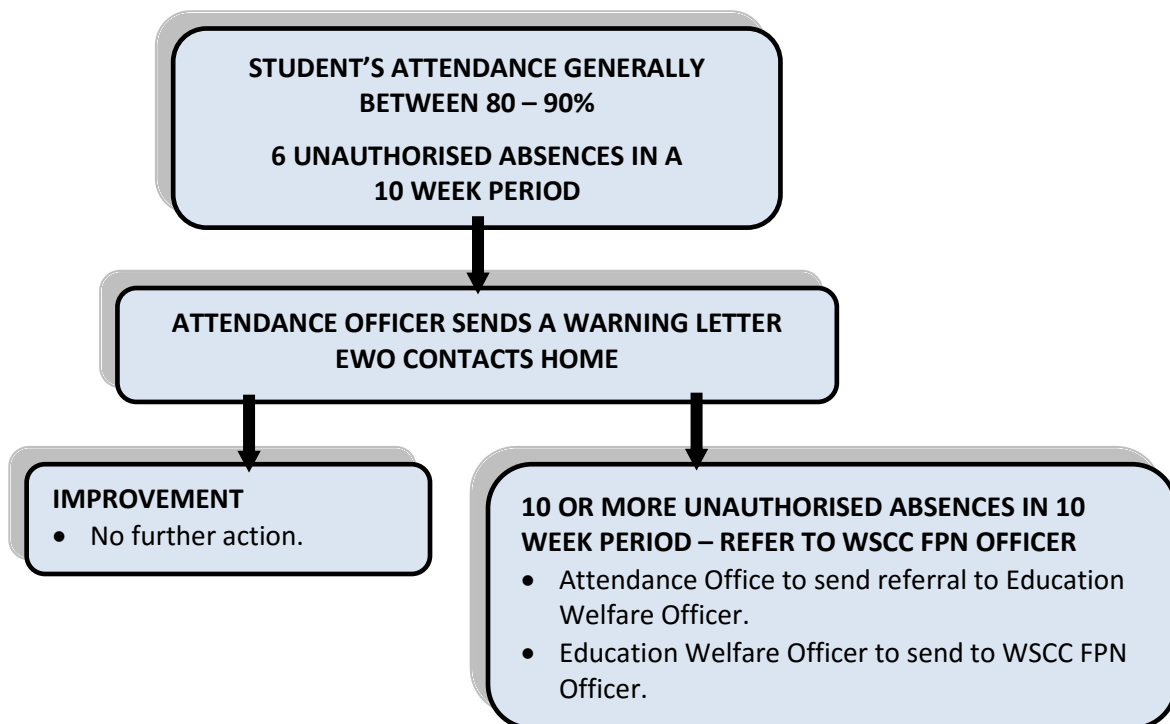 STUDENT’S ATTENDANCE GENERALLY
BETWEEN 80 – 90%
6 UNAUTHORISED ABSENCES IN A
10 WEEK PERIOD
ATTENDANCE OFFICER SENDS A WARNING LETTER
EWO CONTACTS HOME
IMPROVEMENT
• No further action.
10 OR MORE UNAUTHORISED ABSENCES IN 10
WEEK PERIOD – REFER TO WSCC FPN OFFICER
• Attendance Office to send referral to Education
Welfare Officer.
• Education Welfare Officer to send to WSCC FPN
Officer.